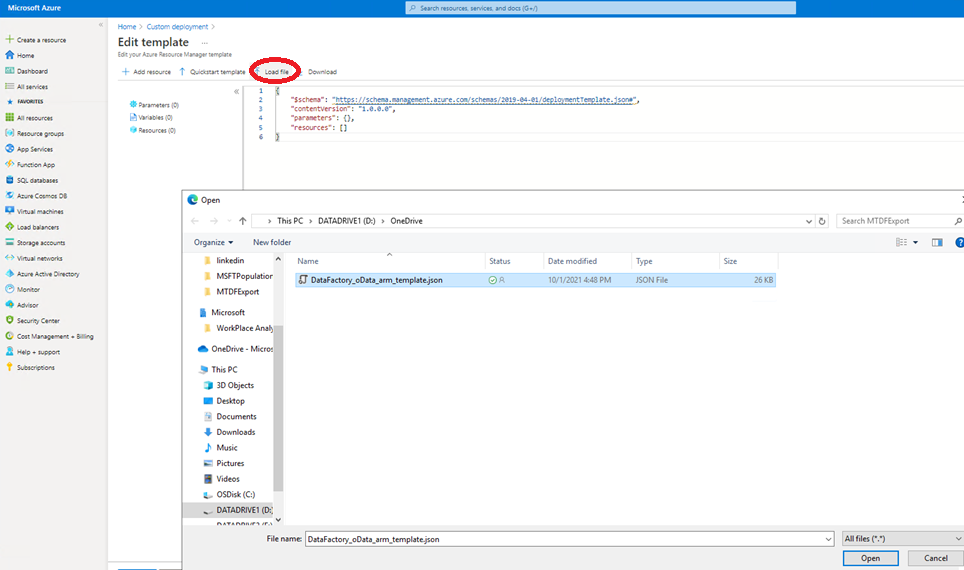 Microsoft Azure
Search resources, services, and docs (G+/)
Home > Custom deployment >
Edit template ...
Edit your Azure Resource Manager template
Add resource Quickstart template Load file Download
Create a resource
Home
Dashboard
All services
FAVORITES
All resources
Resource groups
App Services
Function App
SQL databases
Azure Cosmos DB
Virtual machines
Load balancers
Storage accounts
Virtual networks
Azure Active Directory
Monitor
Advisor
Security Center
Cost Management + Billing
Help + support
Subscriptions
Parameters (0)
Variables (0)
Resources (0)
1 {
2 "$schema": "https://schema.management.azure.com/schemas/2019-04-01/deploymentTemplate.json#",
3 "contentVersion": "1.0.0.0",
4 "parameters": {},
5 "resources": []
6 }
Open
> This PC > DATADRIVE1 (D:) > OneDrive
Search MTDFExport
Organize New folder
linkedin
MSFTPopulation
MTDFExport
Microsoft
WorkPlace Analy
OneDrive - Micros
This PC
3D Objects
Desktop
Documents
Downloads
Music
Pictures
Videos
OSDisk (C:)
DATADRIVE1 (D:
Name Status Date modified Type Size
DataFactory_oData_arm_template.json 10/1/2021 4:48 PM JSON File 26 KB
File name: DataFactory_oData_arm_template.json All files (*.*)
Open Cancel